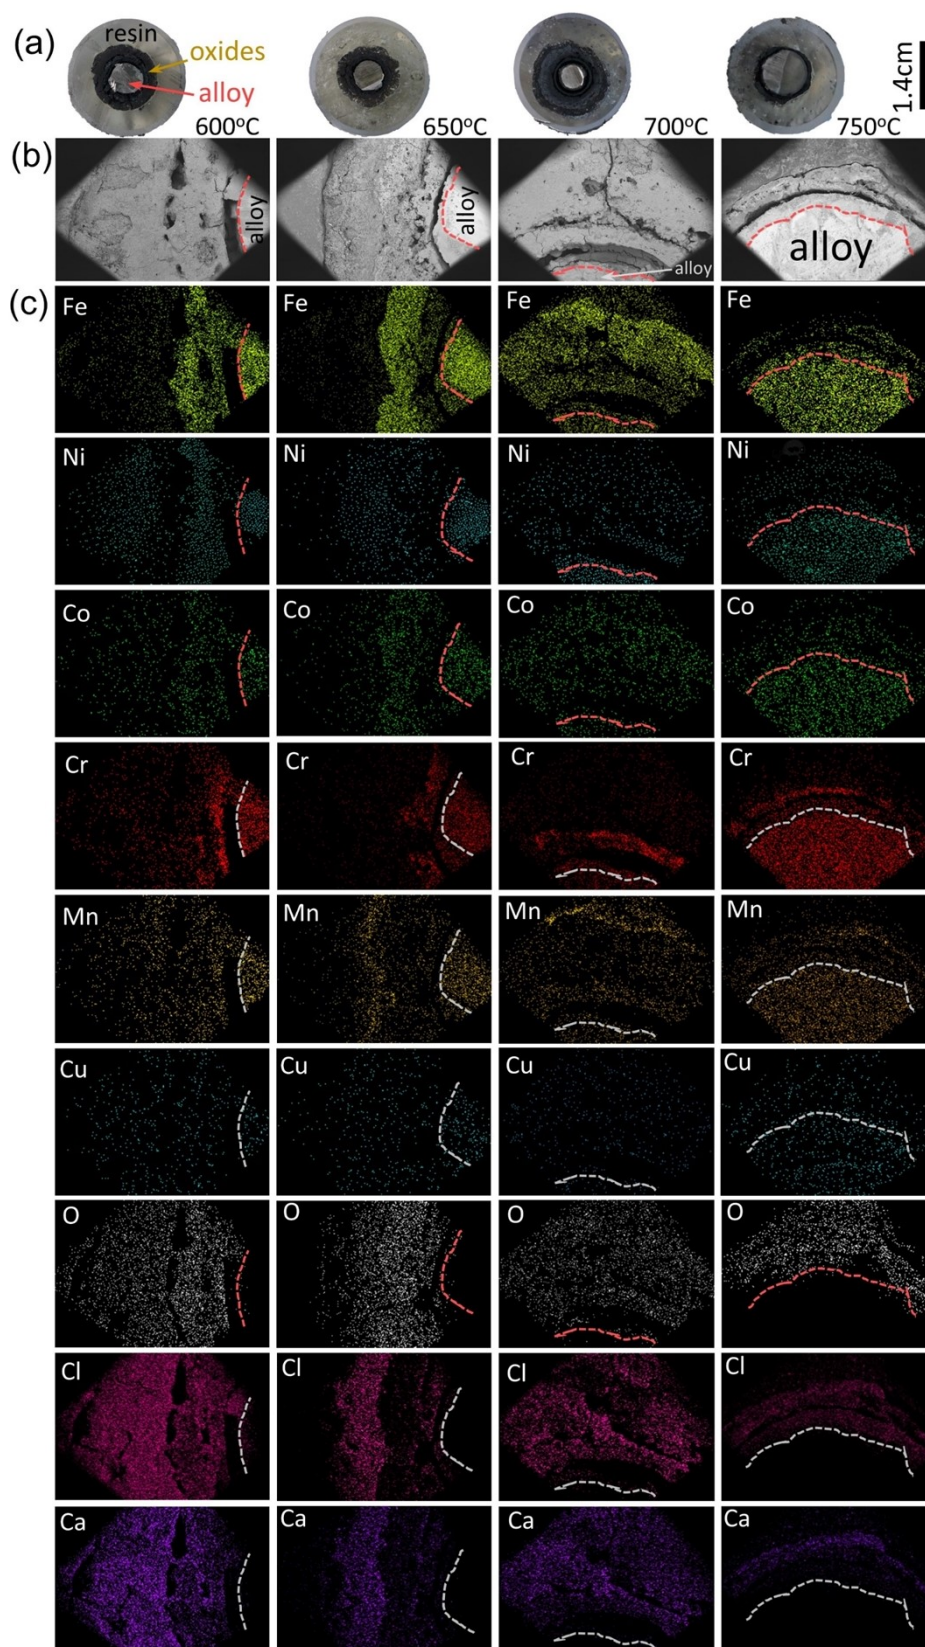 (a)
resin
oxides
alloy
1.4cm
600°C
650°C
700°C
750°C
(b)
alloy
alloy
alloy
alloy
(c)
Fe
Fe
Fe
Fe
Ni
Ni
Ni
Ni
Co
Co
Co
Co
Cr
Cr
Cr
Cr
Mn
Mn
Mn
Mn
Cu
Cu
Cu
Cu
O
O
O
O
Cl
Cl
Cl
Cl
Ca
Ca
Ca
Ca